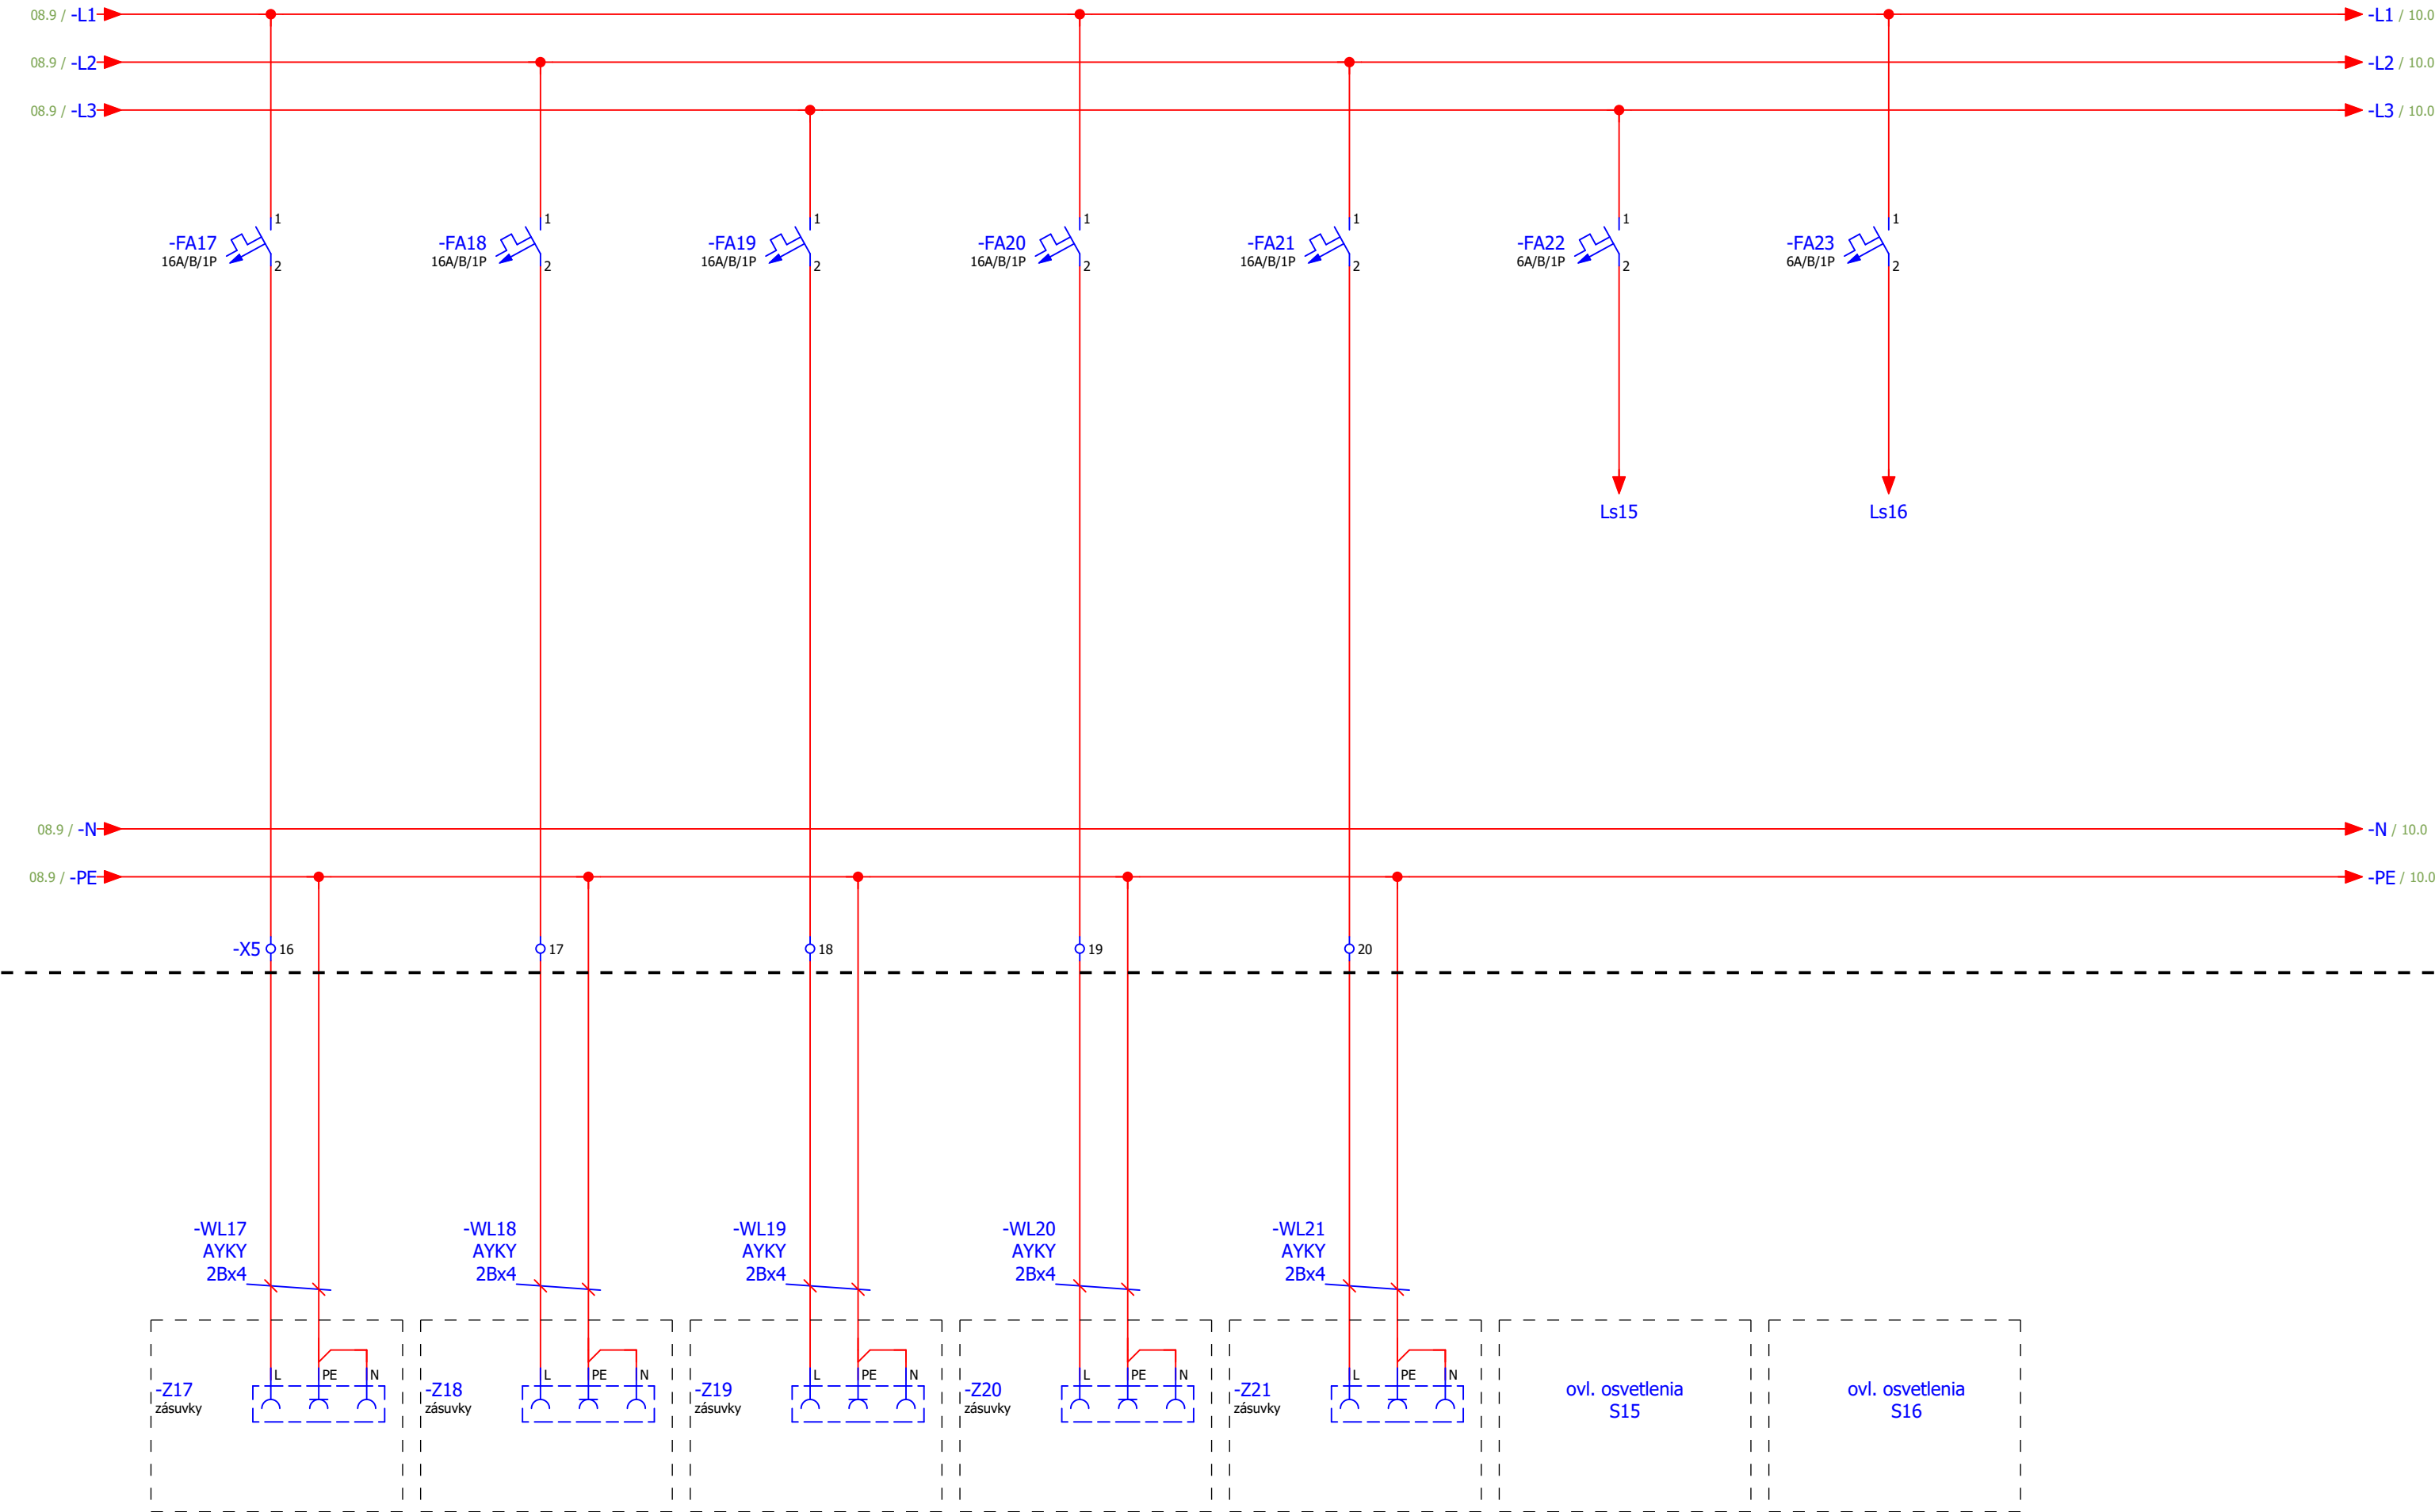 08.9 / -L1 -L1 / 10.0
08.9 / -L2 -L2 / 10.0
08.9 / -L3 -L3 / 10.0
1 1 1 1 1 1 1
-FA17 -FA18 -FA19 -FA20 -FA21 -FA22 -FA23
16A/B/1P 16A/B/1P 16A/B/1P 16A/B/1P 16A/B/1P 6A/B/1P 6A/B/1P
2 2 2 2 2 2 2
Ls15 Ls16
08.9 / -N -N / 10.0
08.9 / -PE -PE / 10.0
-X5 16 17 18 19 20
-WL17 -WL18 -WL19 -WL20 -WL21
AYKY AYKY AYKY AYKY AYKY
2Bx4 2Bx4 2Bx4 2Bx4 2Bx4
L PE N L PE N L PE N L PE N L PE N
-Z17 -Z18 -Z19 -Z20 -Z21 ovl. osvetlenia ovl. osvetlenia
zásuvky zásuvky zásuvky zásuvky zásuvky S15 S16